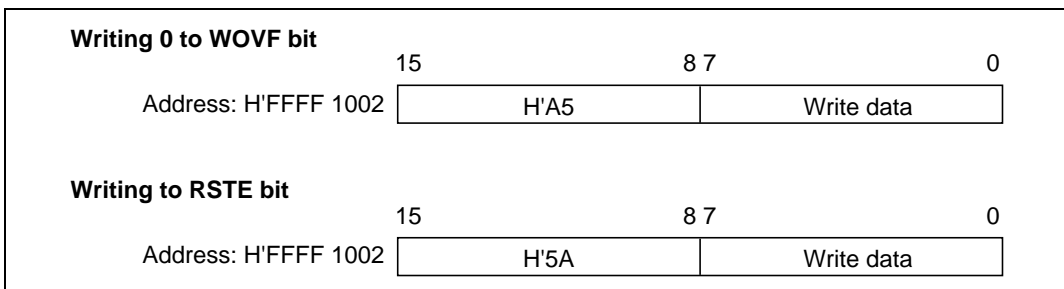 Writing 0 to WOVF bit
15 8 7 0
Address: H'FFFF 1002 H'A5 Write data
Writing to RSTE bit
15 8 7 0
Address: H'FFFF 1002 H'5A Write data